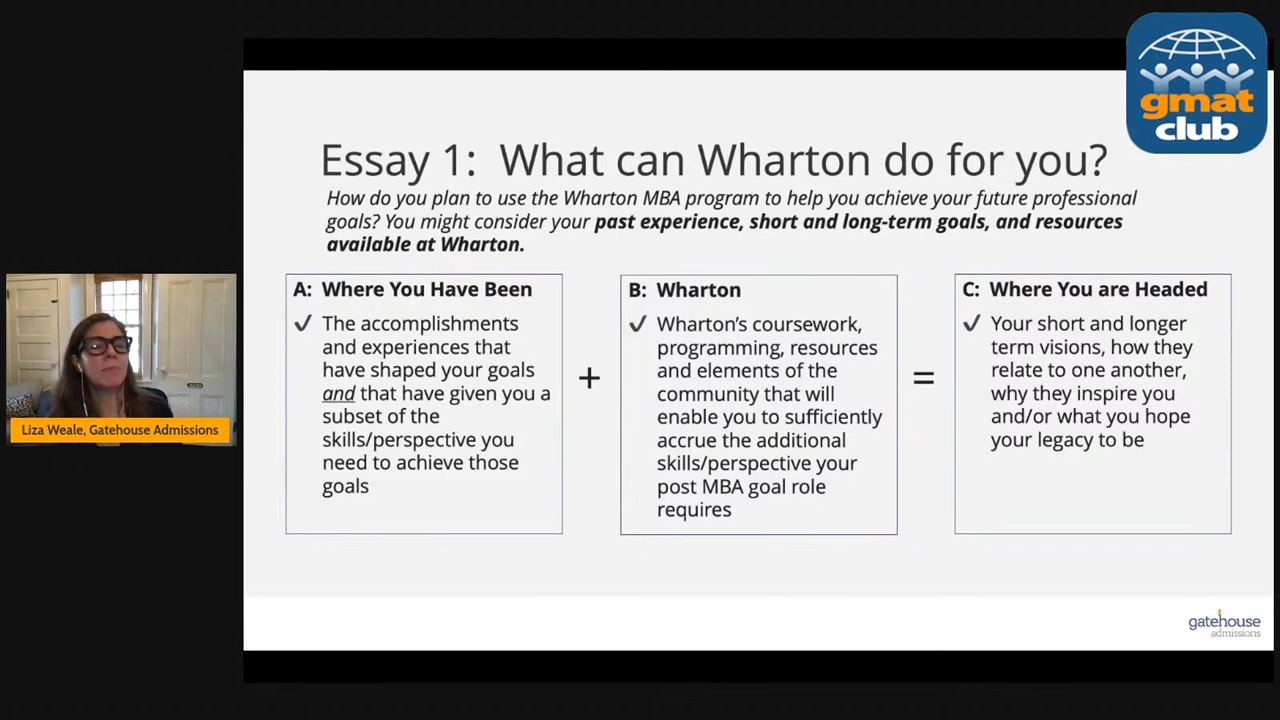 gmat
club
Essay 1: What can Wharton do for you?
How do you plan to use the Wharton MBA program to help you achieve your future professional
goals? You might consider your past experience, short and long-term goals, and resources
available at Wharton.
A: Where You Have Been
✓ The accomplishments
and experiences that
have shaped your goals
and that have given you a
subset of the
skills/perspective you
need to achieve those
goals
+
B: Wharton
✓ Wharton's coursework,
programming, resources
and elements of the
community that will
enable you to sufficiently
accrue the additional
skills/perspective your
post MBA goal role
requires
=
C: Where You are Headed
✓ Your short and longer
term visions, how they
relate to one another,
why they inspire you
and/or what you hope
your legacy to be
Liza Weale, Gatehouse Admissions
gatehouse
admissions